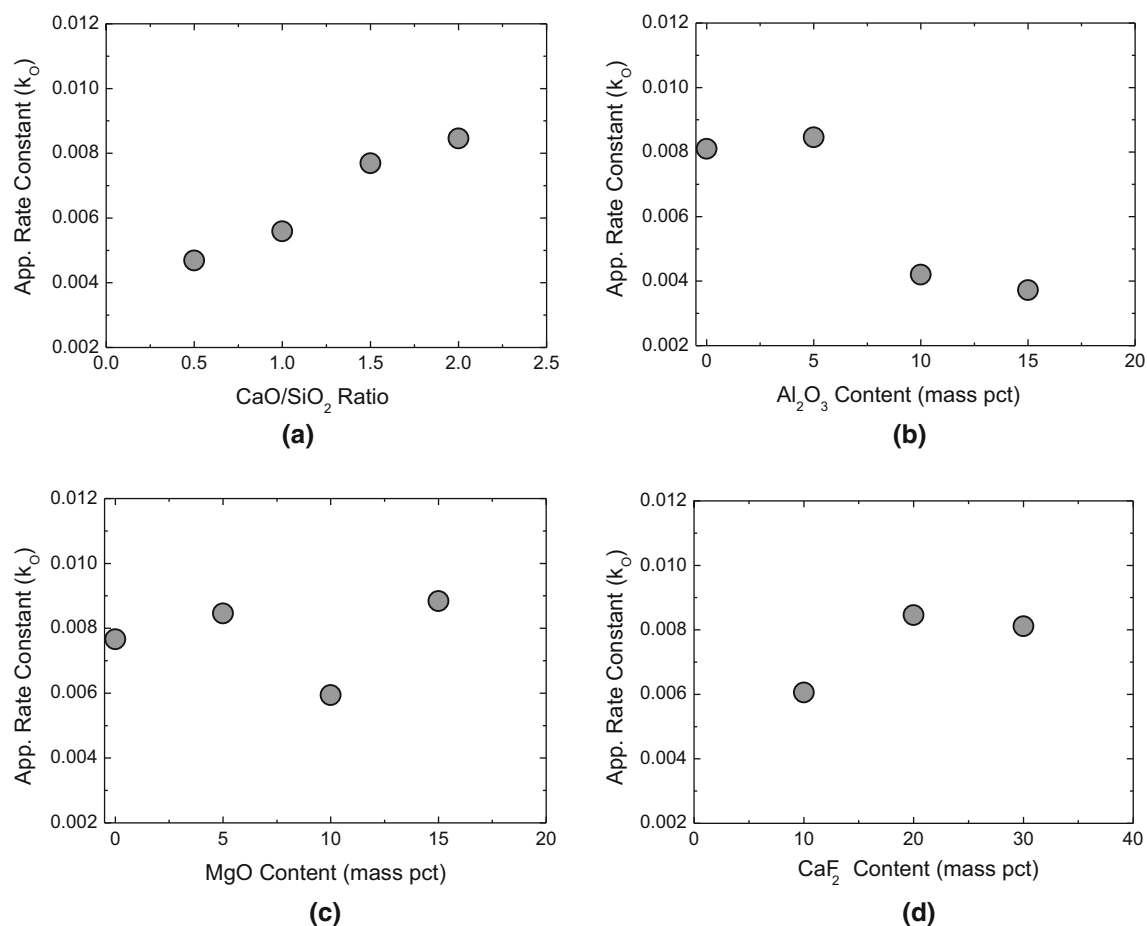 0.012
0.010
0.008
0.006
0.004
0.002
App. Rate Constant (kO)
0.0 0.5 1.0 1.5 2.0 2.5
CaO/SiO2 Ratio
(a)
0.012
0.010
0.008
0.006
0.004
0.002
App. Rate Constant (kO)
0 5 10 15 20
Al2O3 Content (mass pct)
(b)
0.012
0.010
0.008
0.006
0.004
0.002
App. Rate Constant (kO)
0 5 10 15 20
MgO Content (mass pct)
(c)
0.012
0.010
0.008
0.006
0.004
0.002
App. Rate Constant (kO)
0 10 20 30 40
CaF2 Content (mass pct)
(d)